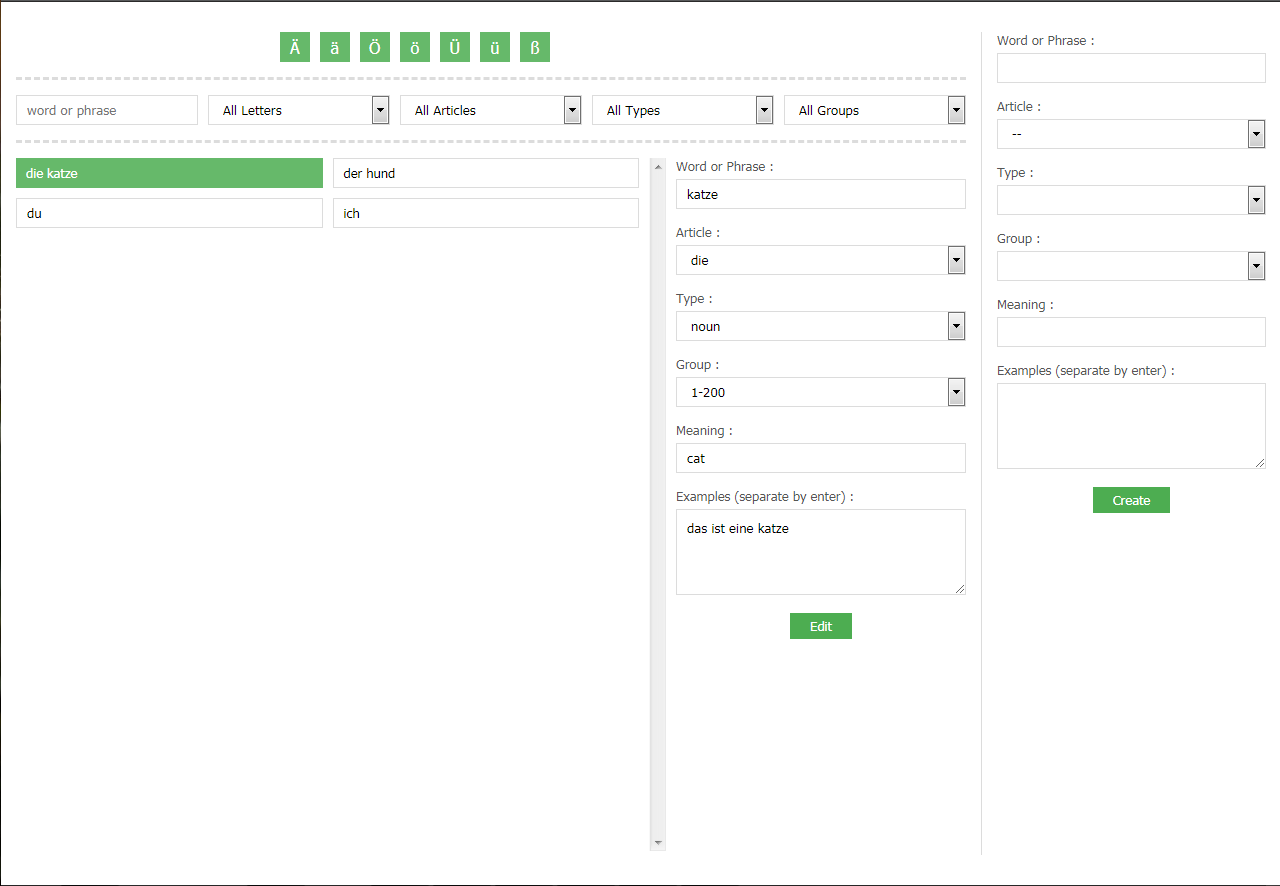 Ä ä Ö ö Ü ü ß
word or phrase All Letters All Articles All Types All Groups
die katze der hund
du ich
Word or Phrase :
katze
Article :
die
Type :
noun
Group :
1-200
Meaning :
cat
Examples (separate by enter) :
das ist eine katze
Edit
Word or Phrase :
Article :
--
Type :
Group :
Meaning :
Examples (separate by enter) :
Create